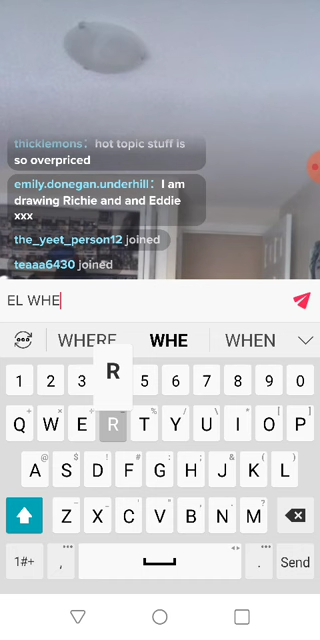 thicklemons: hot topic stuff is
so overpriced
emily.donegan.underhill: I am
drawing Richie and and Eddie
xxx
the_yeet_person12 joined
teaaa6430 joined
EL WHE
WHERE WHE WHEN
R
1 2 3 5 6 7 8 9 0
Q W E R T Y U I O P
A S D F G H J K L
Z X C V B N M
1#+ , . Send